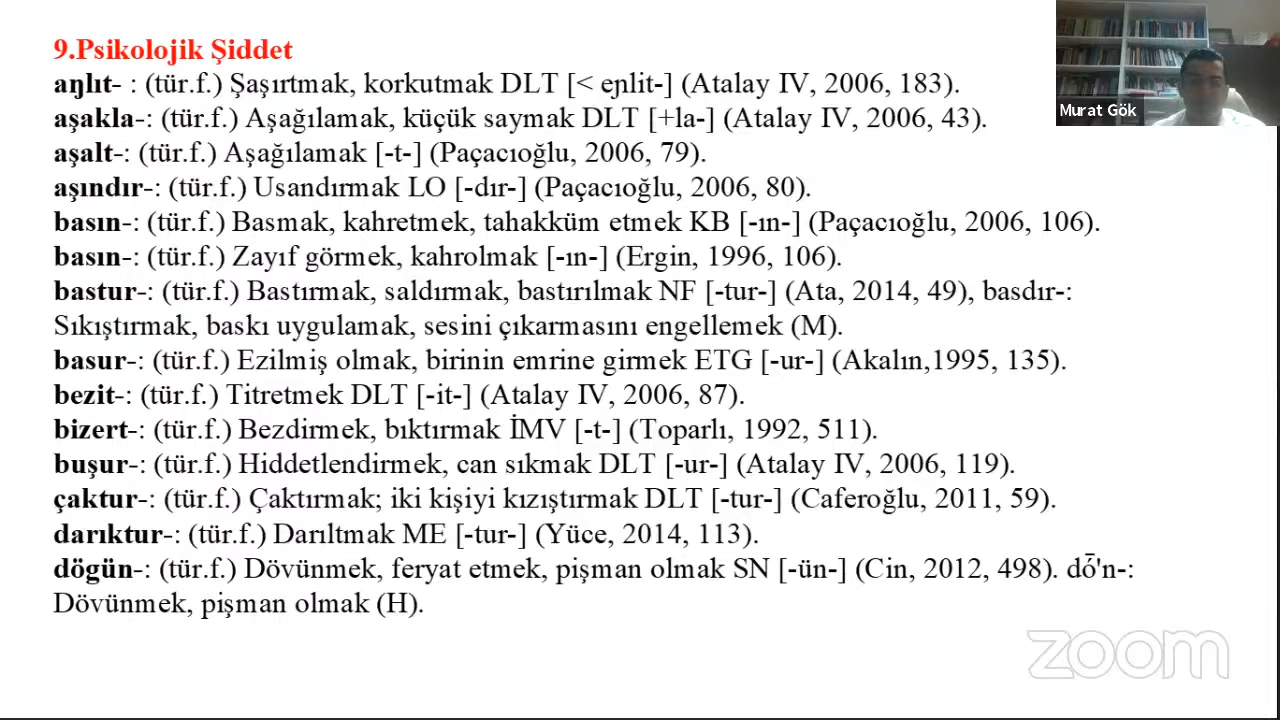 9.Psikolojik Şiddet
aŋlıt- : (tür.f.) Şaşırtmak, korkutmak DLT [< eŋlit-] (Atalay IV, 2006, 183).
aşakla-: (tür.f.) Aşağılamak, küçük saymak DLT [+la-] (Atalay IV, 2006, 43).
aşalt-: (tür.f.) Aşağılamak [-t-] (Paçacıoğlu, 2006, 79).
aşındır-: (tür.f.) Usandırmak LO [-dır-] (Paçacıoğlu, 2006, 80).
basın-: (tür.f.) Basmak, kahretmek, tahakküm etmek KB [-ın-] (Paçacıoğlu, 2006, 106).
basın-: (tür.f.) Zayıf görmek, kahrolmak [-ın-] (Ergin, 1996, 106).
bastur-: (tür.f.) Bastırmak, saldırmak, bastırılmak NF [-tur-] (Ata, 2014, 49), basdır-:
Sıkıştırmak, baskı uygulamak, sesini çıkarmasını engellemek (M).
basur-: (tür.f.) Ezilmiş olmak, birinin emrine girmek ETG [-ur-] (Akalın,1995, 135).
bezit-: (tür.f.) Titretmek DLT [-it-] (Atalay IV, 2006, 87).
bizert-: (tür.f.) Bezdirmek, bıktırmak İMV [-t-] (Toparlı, 1992, 511).
buşur-: (tür.f.) Hiddetlendirmek, can sıkmak DLT [-ur-] (Atalay IV, 2006, 119).
çaktur-: (tür.f.) Çaktırmak; iki kişiyi kızıştırmak DLT [-tur-] (Caferoğlu, 2011, 59).
darıktur-: (tür.f.) Darıltmak ME [-tur-] (Yüce, 2014, 113).
dögün-: (tür.f.) Dövünmek, feryat etmek, pişman olmak SN [-ün-] (Cin, 2012, 498). dȫ'n-:
Dövünmek, pişman olmak (H).
Murat Gök
zoom